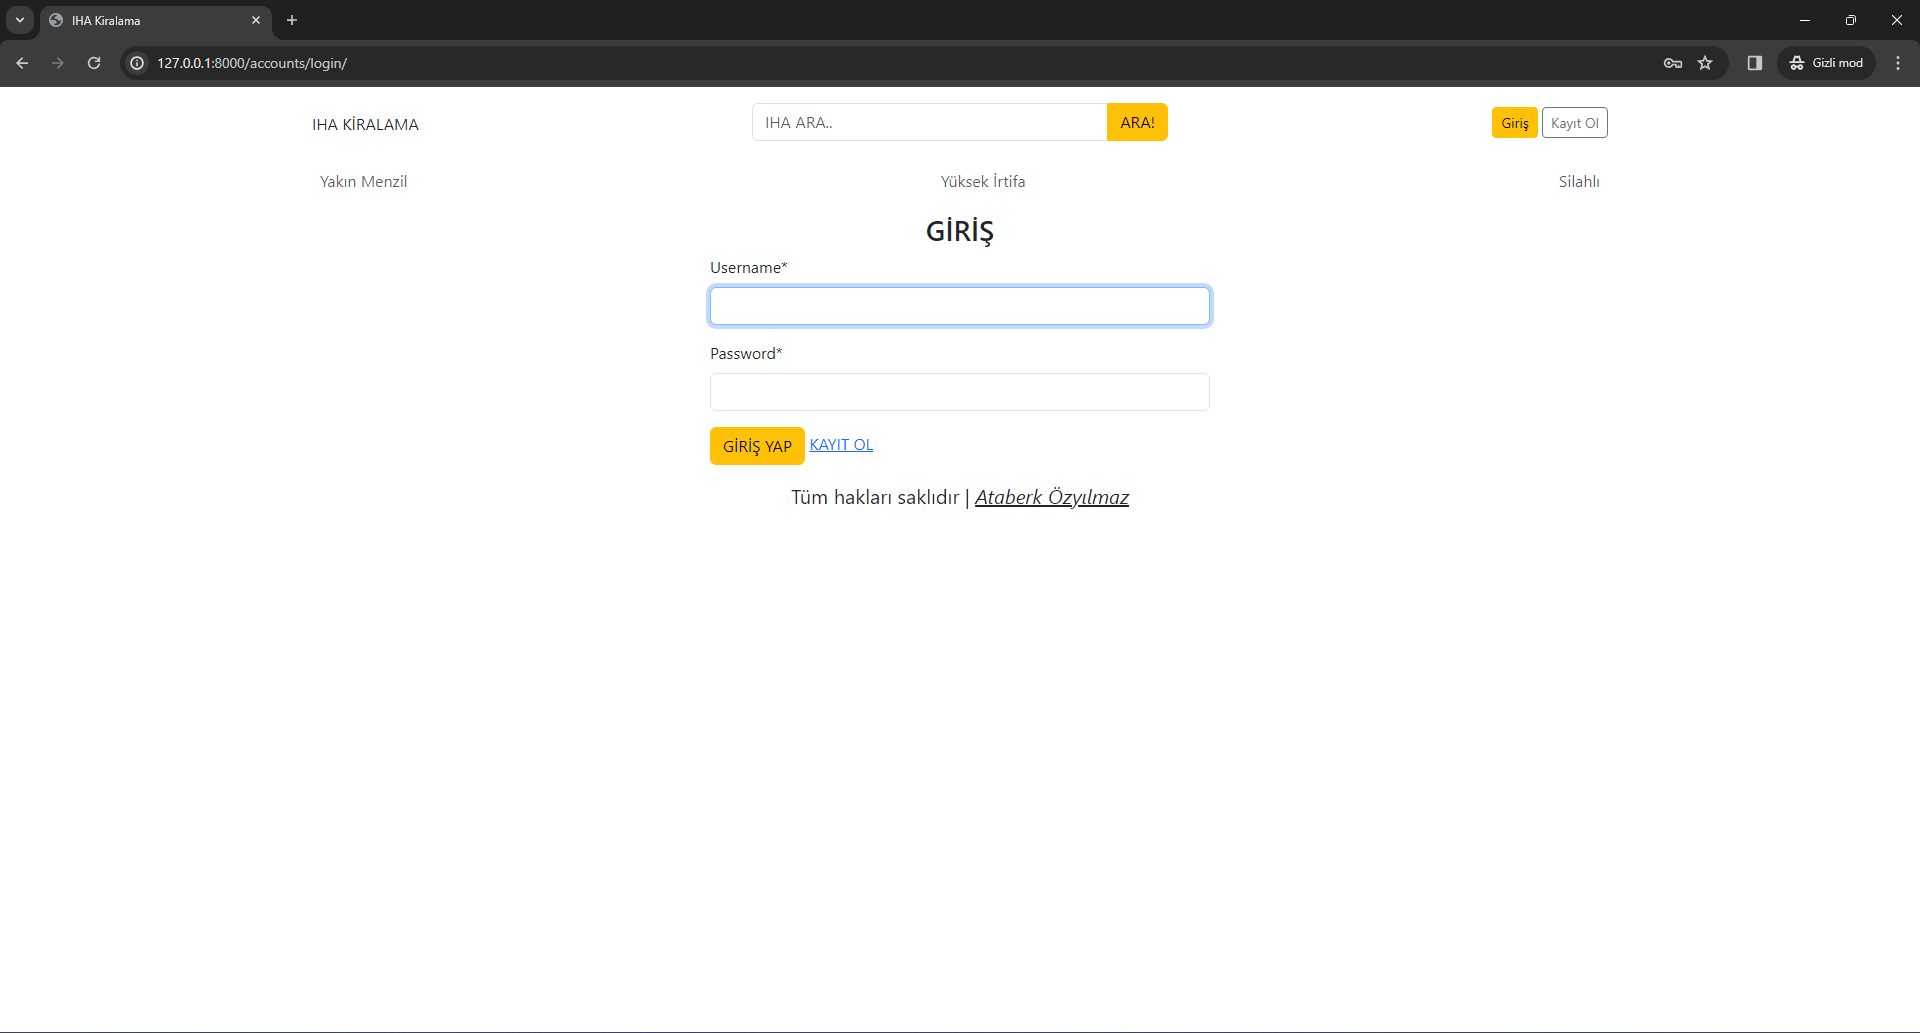 IHA Kiralama
127.0.0.1:8000/accounts/login/
Gizli mod
IHA KİRALAMA
IHA ARA..
ARA!
Giriş
Kayıt Ol
Yakın Menzil
Yüksek İrtifa
Silahlı
GİRİŞ
Username*
Password*
GİRİŞ YAP KAYIT OL
Tüm hakları saklıdır | Ataberk Özyılmaz